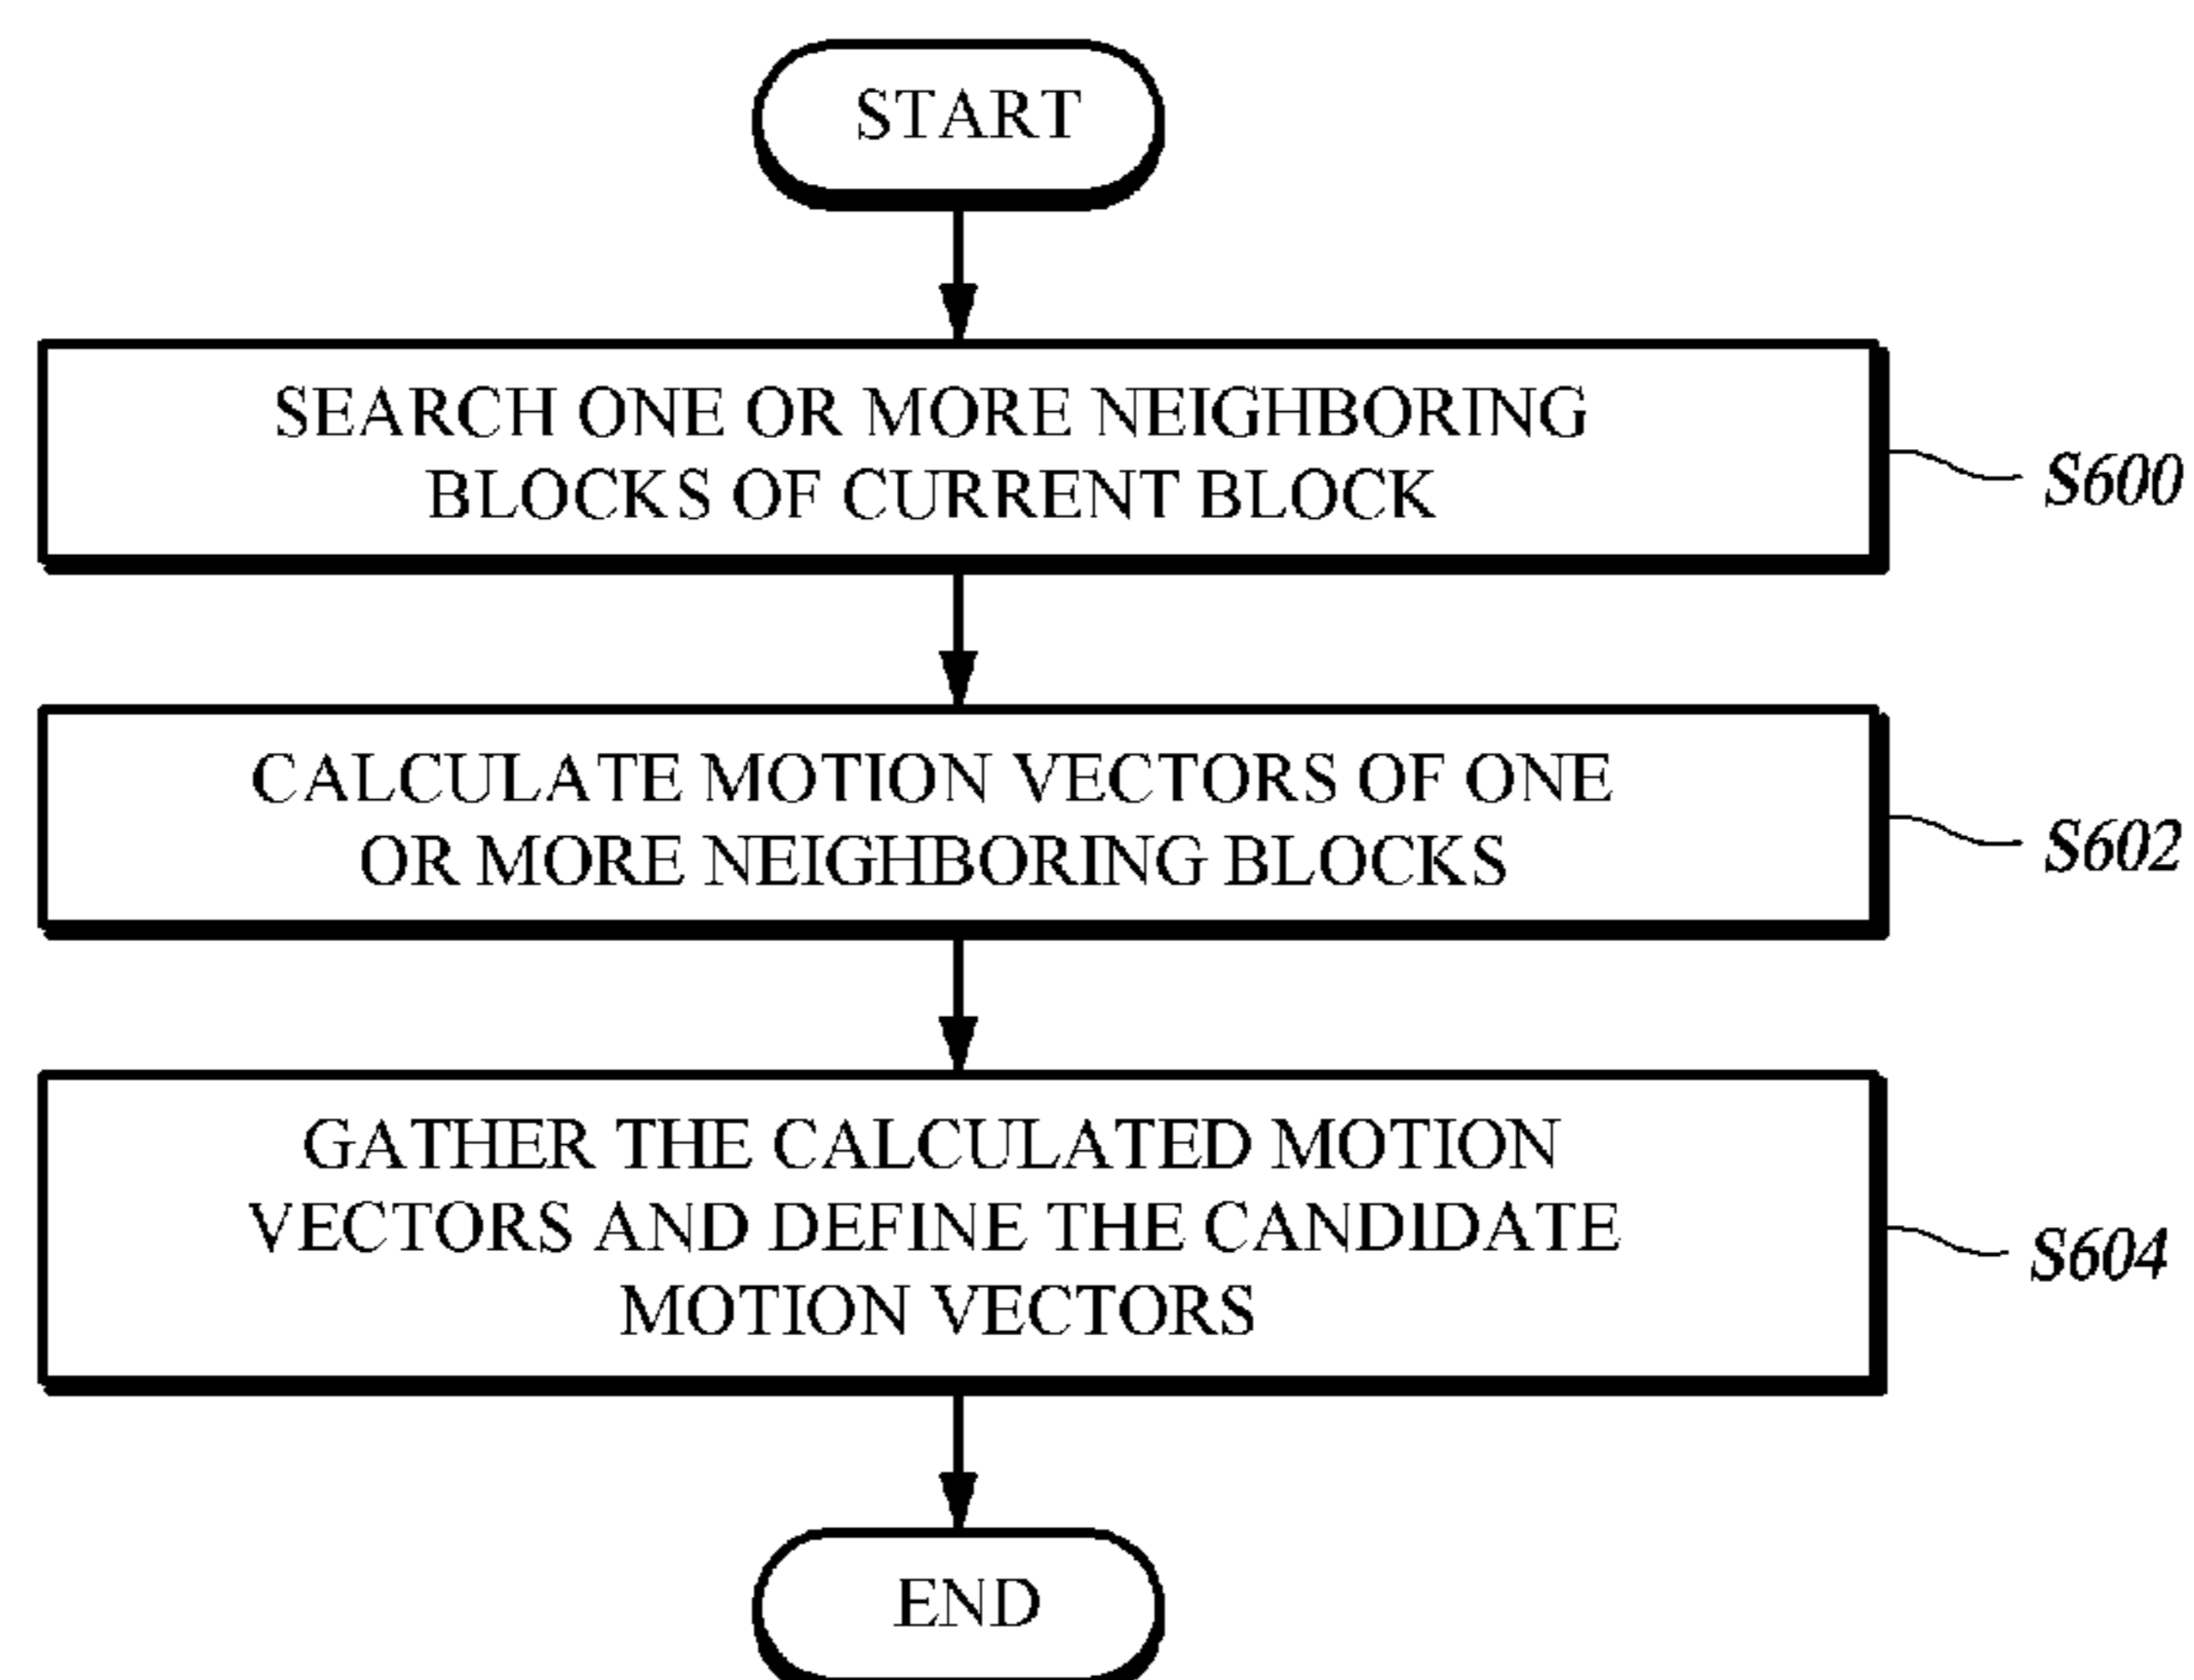 START
SEARCH ONE OR MORE NEIGHBORING
BLOCKS OF CURRENT BLOCK
S600
CALCULATE MOTION VECTORS OF ONE
OR MORE NEIGHBORING BLOCKS
S602
GATHER THE CALCULATED MOTION
VECTORS AND DEFINE THE CANDIDATE
MOTION VECTORS
S604
END